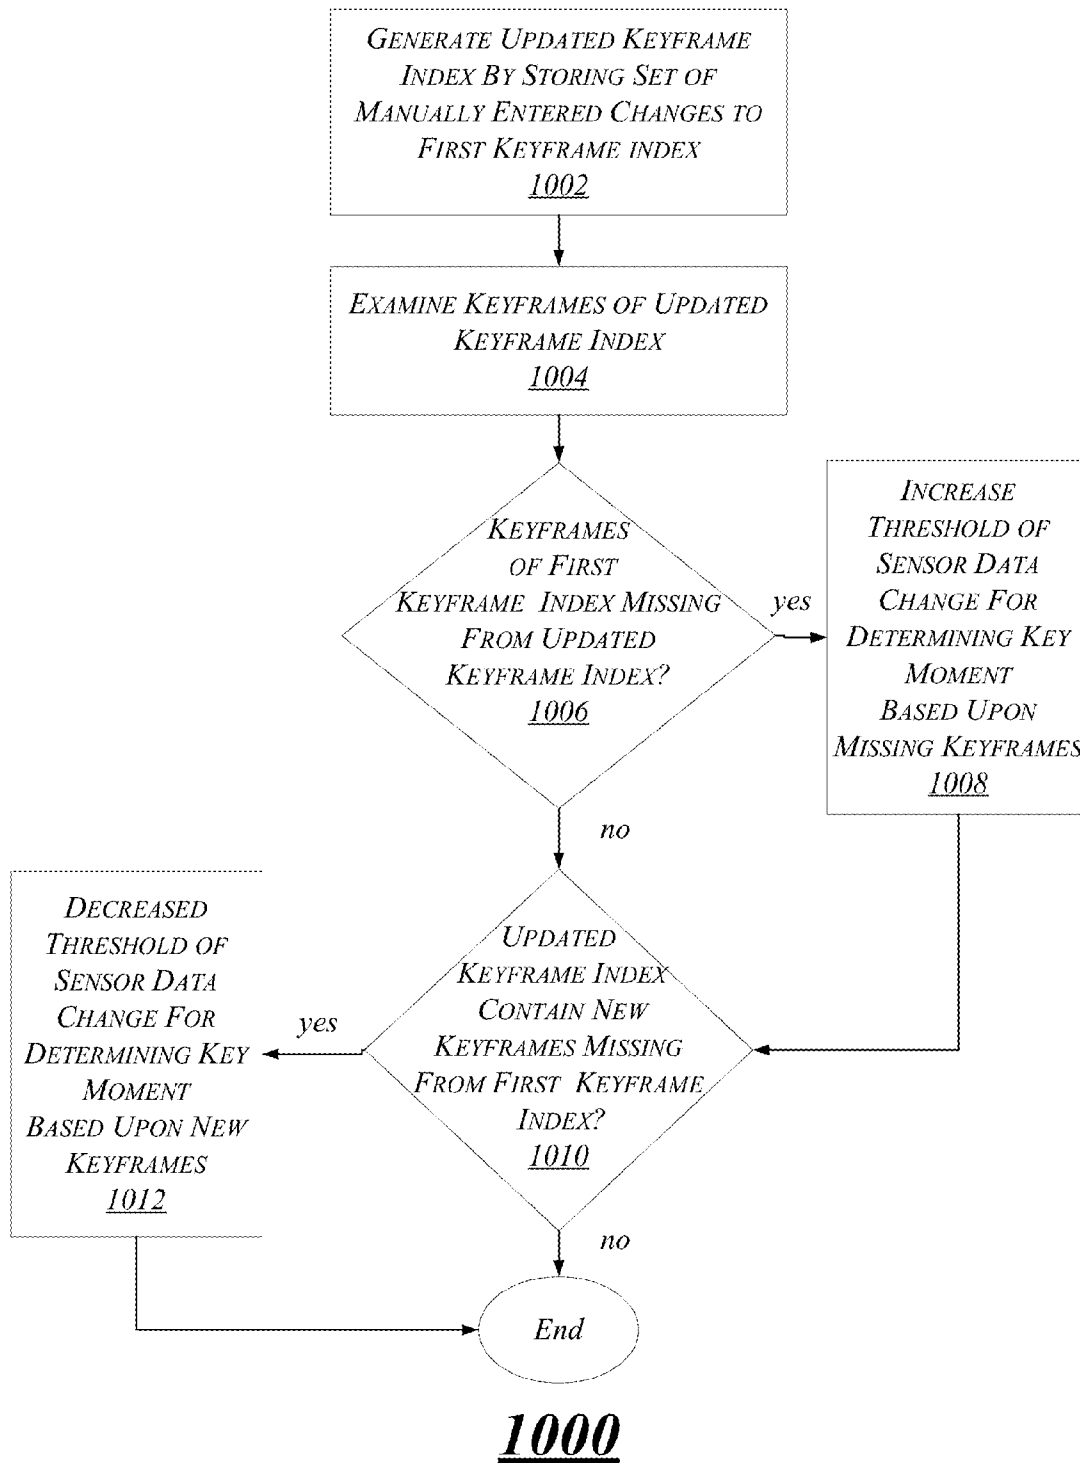 GENERATE UPDATED KEYFRAME
INDEX BY STORING SET OF
MANUALLY ENTERED CHANGES TO
FIRST KEYFRAME INDEX
1002
EXAMINE KEYFRAMES OF UPDATED
KEYFRAME INDEX
1004
KEYFRAMES
OF FIRST
KEYFRAME INDEX MISSING
FROM UPDATED
KEYFRAME INDEX?
1006
yes
INCREASE
THRESHOLD OF
SENSOR DATA
CHANGE FOR
DETERMINING KEY
MOMENT
BASED UPON
MISSING KEYFRAMES
1008
no
UPDATED
KEYFRAME INDEX
CONTAIN NEW
KEYFRAMES MISSING
FROM FIRST KEYFRAME
INDEX?
1010
yes
DECREASED
THRESHOLD OF
SENSOR DATA
CHANGE FOR
DETERMINING KEY
MOMENT
BASED UPON NEW
KEYFRAMES
1012
no
End
1000